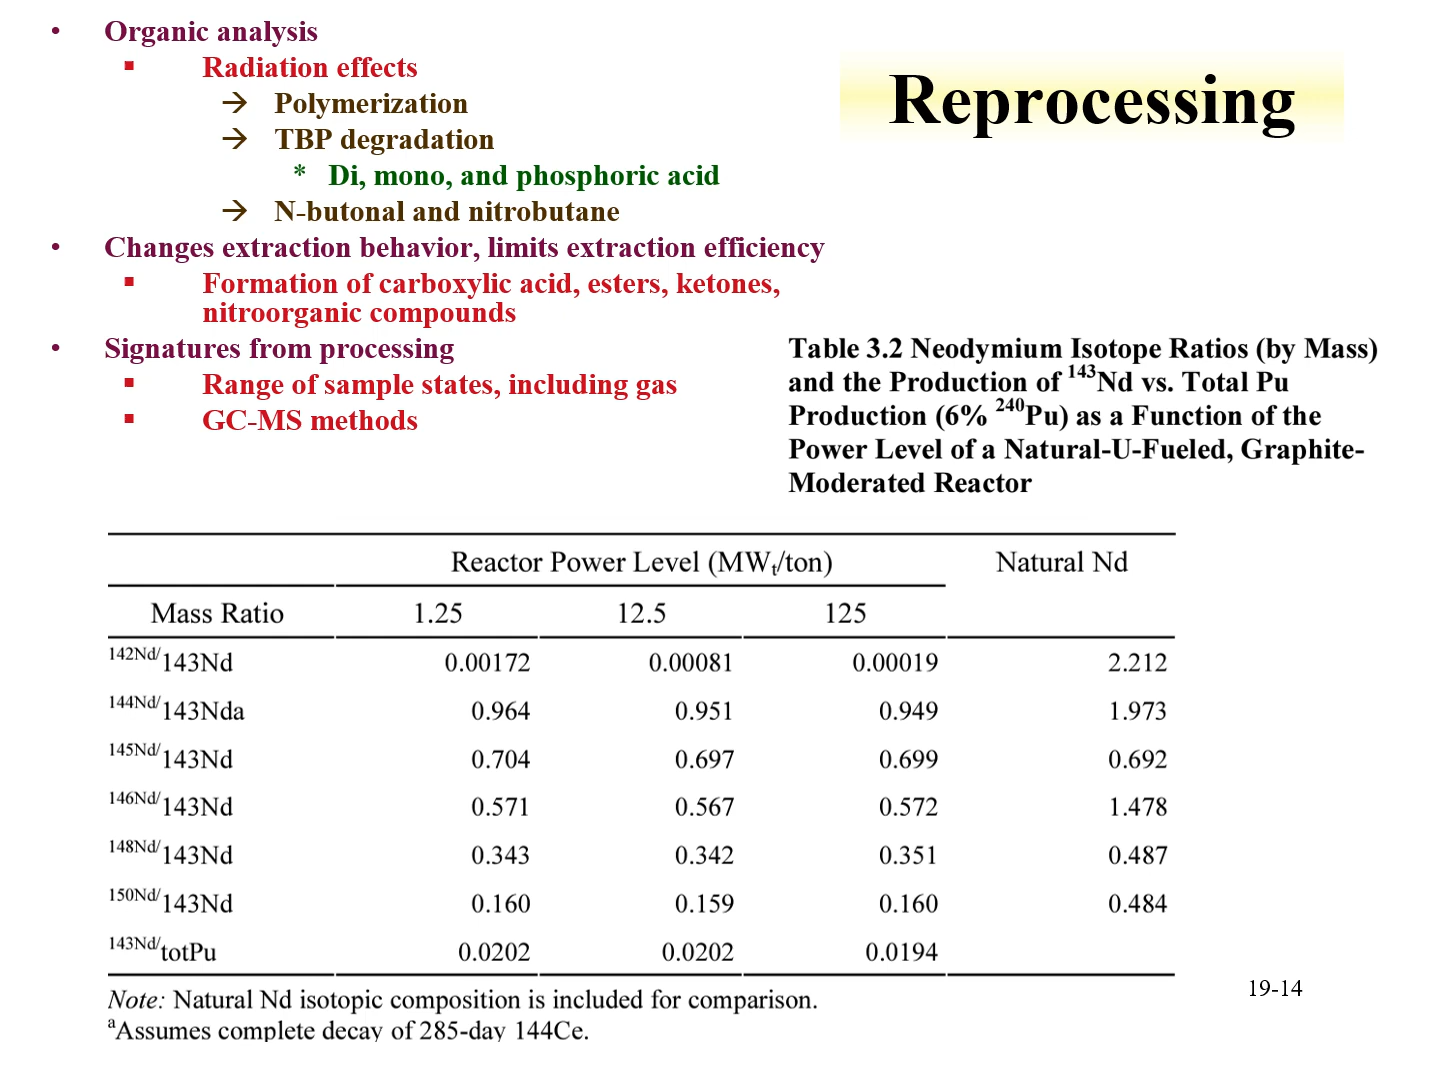 • Organic analysis
▪ Radiation effects
→ Polymerization
→ TBP degradation
* Di, mono, and phosphoric acid
→ N-butonal and nitrobutane
• Changes extraction behavior, limits extraction efficiency
▪ Formation of carboxylic acid, esters, ketones,
nitroorganic compounds
• Signatures from processing
▪ Range of sample states, including gas
▪ GC-MS methods
Reprocessing
Table 3.2 Neodymium Isotope Ratios (by Mass)
and the Production of 143Nd vs. Total Pu
Production (6% 240Pu) as a Function of the
Power Level of a Natural-U-Fueled, Graphite-
Moderated Reactor
Reactor Power Level (MWt/ton) Natural Nd
Mass Ratio 1.25 12.5 125
142Nd/143Nd 0.00172 0.00081 0.00019 2.212
144Nd/143Nda 0.964 0.951 0.949 1.973
145Nd/143Nd 0.704 0.697 0.699 0.692
146Nd/143Nd 0.571 0.567 0.572 1.478
148Nd/143Nd 0.343 0.342 0.351 0.487
150Nd/143Nd 0.160 0.159 0.160 0.484
143Nd/totPu 0.0202 0.0202 0.0194
Note: Natural Nd isotopic composition is included for comparison.
aAssumes complete decay of 285-day 144Ce.
19-14